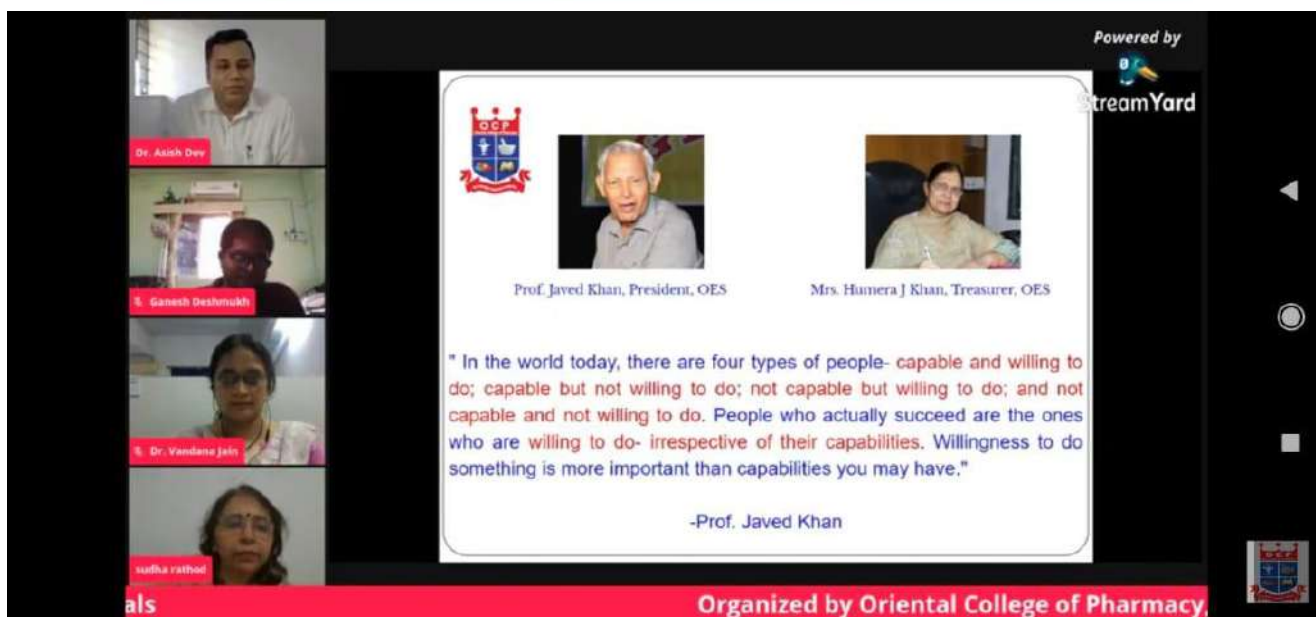 Powered by
StreamYard
Dr. Asish Dev
Ganesh Deshmukh
Dr. Vandana Jain
sudha rathod
OCP
Prof. Javed Khan, President, OES
Mrs. Humera J Khan, Treasurer, OES
" In the world today, there are four types of people- capable and willing to
do; capable but not willing to do; not capable but willing to do; and not
capable and not willing to do. People who actually succeed are the ones
who are willing to do- irrespective of their capabilities. Willingness to do
something is more important than capabilities you may have."
-Prof. Javed Khan
als
Organized by Oriental College of Pharmacy,
OCP